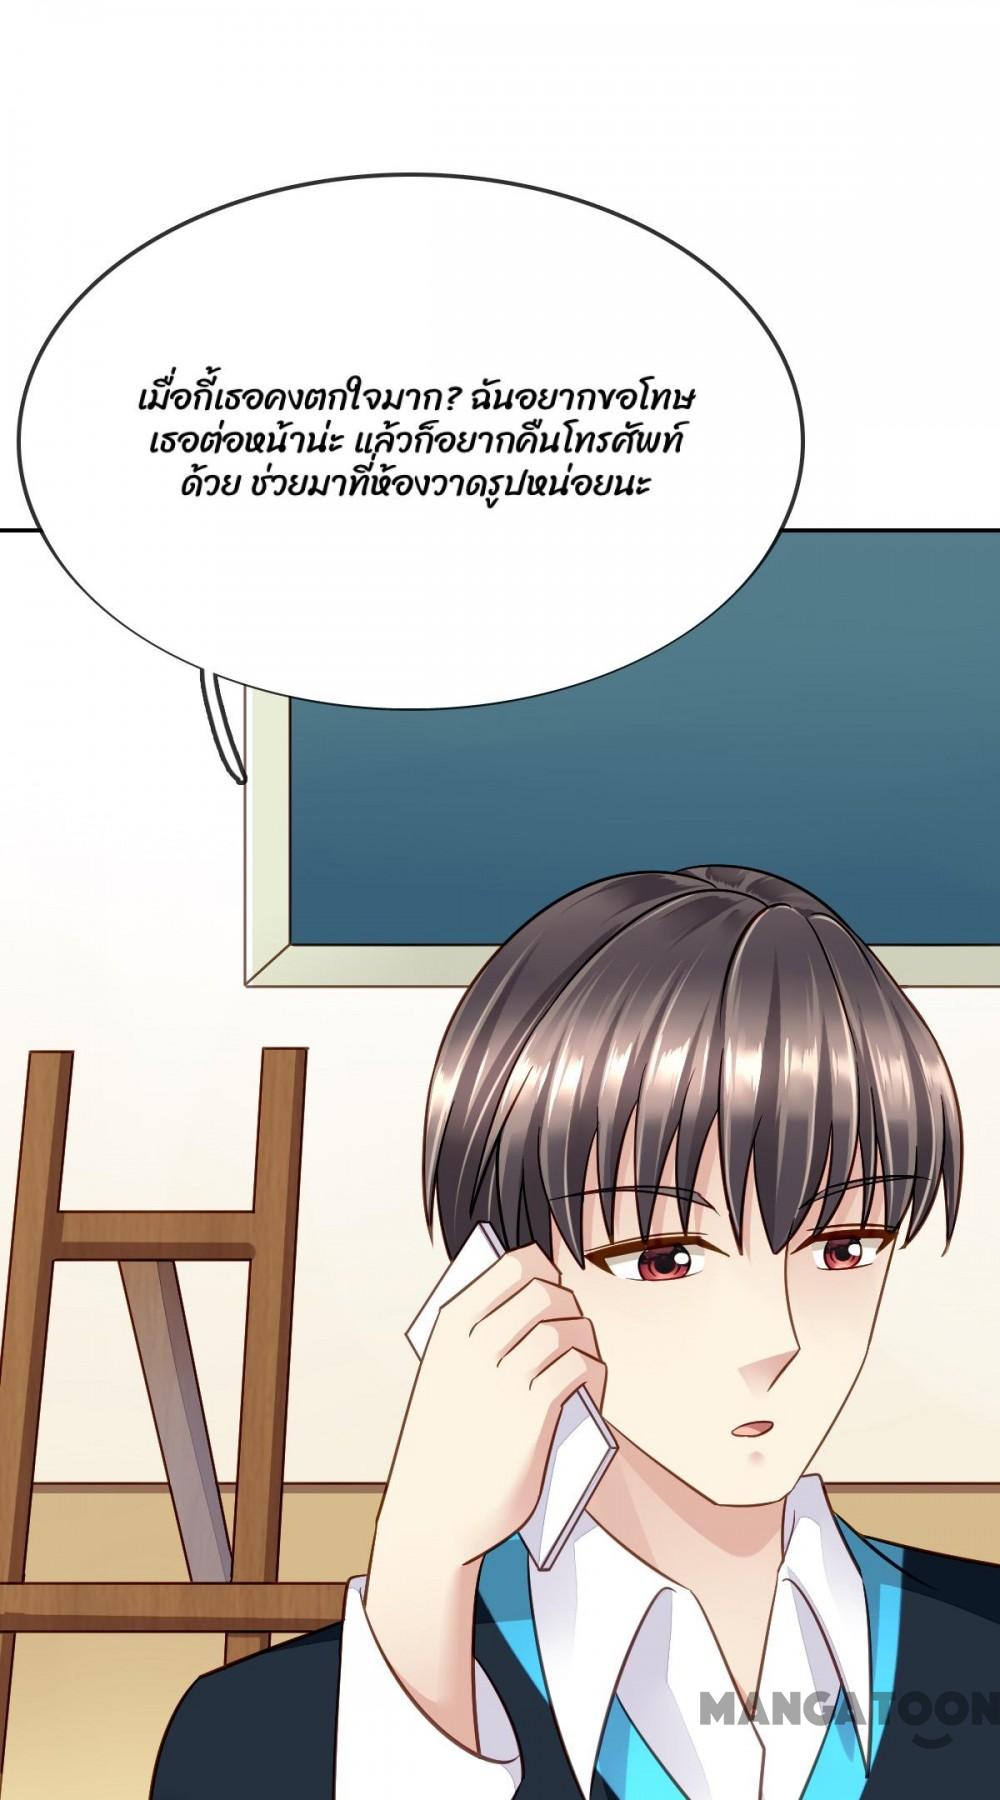 เมื่อกี้เธอคงตกใจมาก? ฉันอยากขอโทษ
เธอต่อหน้าน่ะ แล้วก็อยากคืนโทรศัพท์
ด้วย ช่วยมาที่ห้องวาดรูปหน่อยนะ
MANGATOON